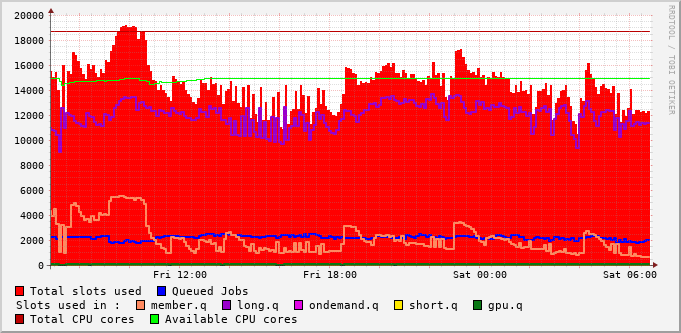 20000
18000
16000
14000
12000
10000
8000
6000
4000
2000
0
Fri 12:00 Fri 18:00 Sat 00:00 Sat 06:00
Total slots used Queued Jobs
Slots used in : member.q long.q ondemand.q short.q gpu.q
Total CPU cores Available CPU cores
RRDTOOL / TOBI OETIKER